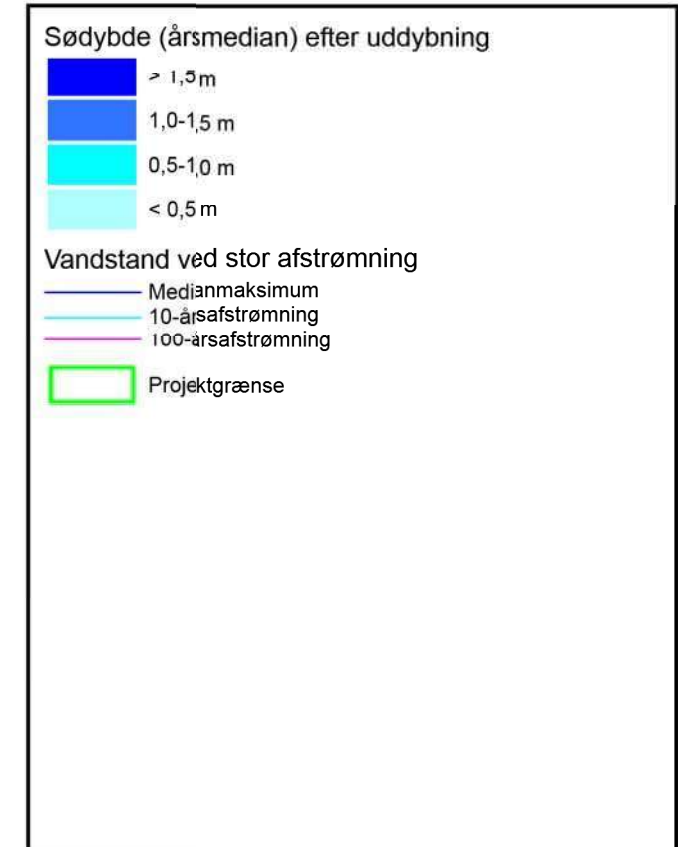 Sødybde (årsmedian) efter uddybning
> 1,5 m
1,0-1,5 m
0,5-1,0 m
< 0,5 m
Vandstand ved stor afstrømning
Medianmaksimum
10-årsafstrømning
100-årsafstrømning
Projektgrænse